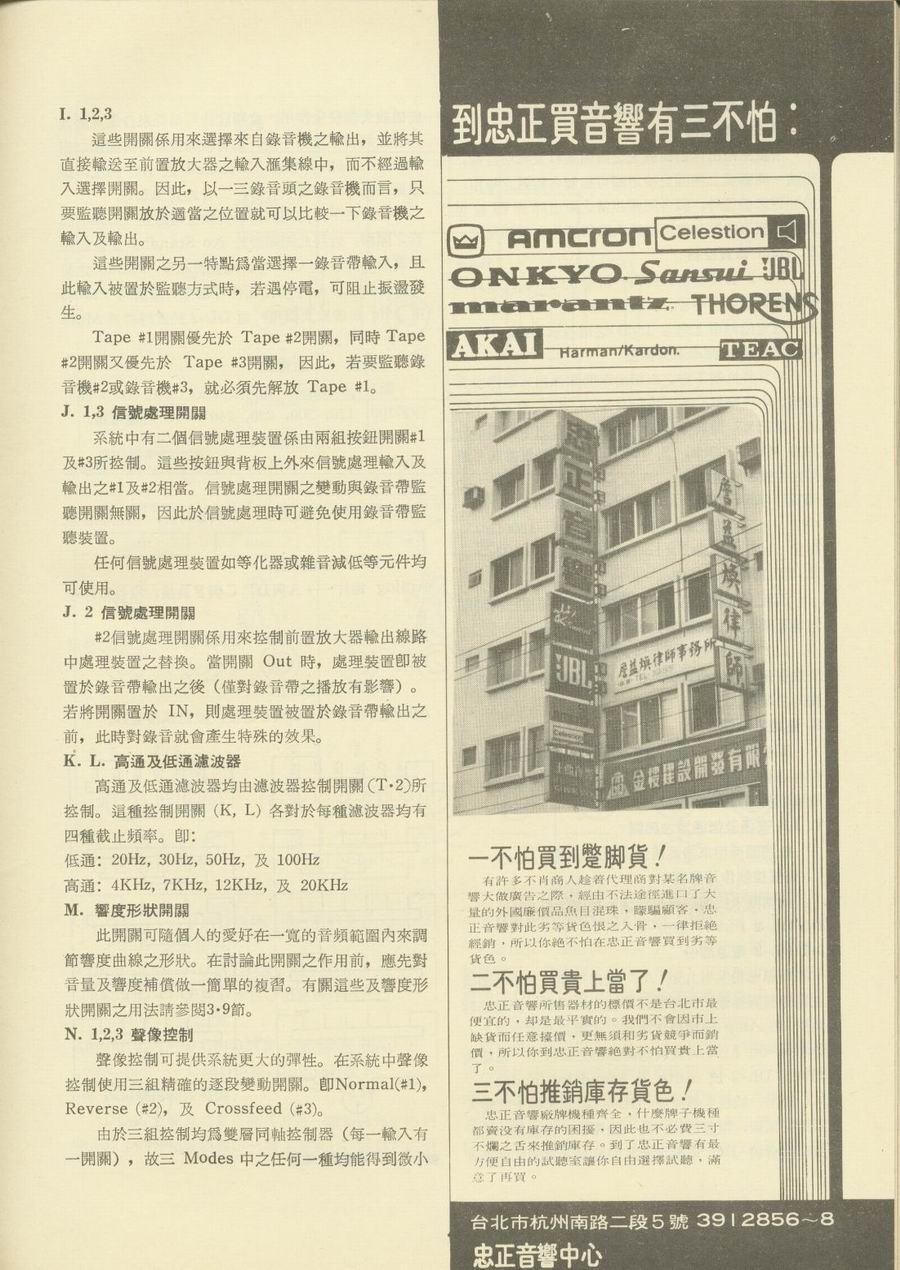 I. 1,2,3
這些開關係用來選擇來自錄音機之輸出，並將其
直接輸送至前置放大器之輸入滙集線中，而不經過輸
入選擇開關。因此，以一三錄音頭之錄音機而言，只
要監聽開關放於適當之位置就可以比較一下錄音機之
輸入及輸出。
這些開關之另一特點爲當選擇一錄音帶輸入，且
此輸入被置於監聽方式時，若遇停電，可阻止振盪發
生。
Tape #1開關優先於 Tape #2開關，同時 Tape
#2開關又優先於 Tape #3開關，因此，若要監聽錄
音機#2或錄音機#3，就必須先解放 Tape #1。
J. 1,3 信號處理開關
系統中有二個信號處理裝置係由兩組按鈕開關#1
及#3所控制。這些按鈕與背板上外來信號處理輸入及
輸出之#1及#2相當。信號處理開關之變動與錄音帶監
聽開關無關，因此於信號處理時可避免使用錄音帶監
聽裝置。
任何信號處理裝置如等化器或雜音減低等元件均
可使用。
J. 2 信號處理開關
#2信號處理開關係用來控制前置放大器輸出線路
中處理裝置之替換。當開關 Out 時，處理裝置卽被
置於錄音帶輸出之後（僅對錄音帶之播放有影響）。
若將開關置於 IN，則處理裝置被置於錄音帶輸出之
前，此時對錄音就會產生特殊的效果。
K. L. 高通及低通濾波器
高通及低通濾波器均由濾波器控制開關（T·2）所
控制。這種控制開關（K, L）各對於每種濾波器均有
四種截止頻率。卽：
低通：20Hz, 30Hz, 50Hz, 及 100Hz
高通：4KHz, 7KHz, 12KHz, 及 20KHz
M. 響度形狀開關
此開關可隨個人的愛好在一寬的音頻範圍內來調
節響度曲線之形狀。在討論此開關之作用前，應先對
音量及響度補償做一簡單的複習。有關這些及響度形
狀開關之用法請參閱3·9節。
N. 1,2,3 聲像控制
聲像控制可提供系統更大的彈性。在系統中聲像
控制使用三組精確的逐段變動開關。卽Normal(#1),
Reverse (#2), 及 Crossfeed (#3)。
由於三組控制均爲雙層同軸控制器（每一輸入有
一開關），故三 Modes 中之任何一種均能得到微小
到忠正買音響有三不怕：
AMCRON Celestion
ONKYO Sansui JBL
marantz THORENS
AKAI Harman/Kardon. TEAC
忠正音響
JBL
Celestion
詹益煥律師
詹益煥律師事務所
金樓建設開發有限
一不怕買到蹩脚貨！
有許多不肖商人趁着代理商對某名牌音
響大做廣告之際，經由不法途徑進口了大
量的外國廉價品魚目混珠，矇騙顧客，忠
正音響對此劣等貨色恨之入骨，一律拒絕
經銷，所以你絕不怕在忠正音響買到劣等
貨色。
二不怕買貴上當了！
忠正音響所售器材的標價不是台北市最
便宜的，却是最平實的。我們不會因市上
缺貨而任意擡價，更無須和劣貨競爭而銷
價，所以你到忠正音響絕對不怕買貴上當
了。
三不怕推銷庫存貨色！
忠正音響廠牌機種齊全，什麼牌子機種
都賣没有庫存的困擾，因此也不必費三寸
不爛之舌來推銷庫存。到了忠正音響有最
方便自由的試聽室讓你自由選擇試聽，滿
意了再買。
台北市杭州南路二段5號 3912856～8
忠正音響中心